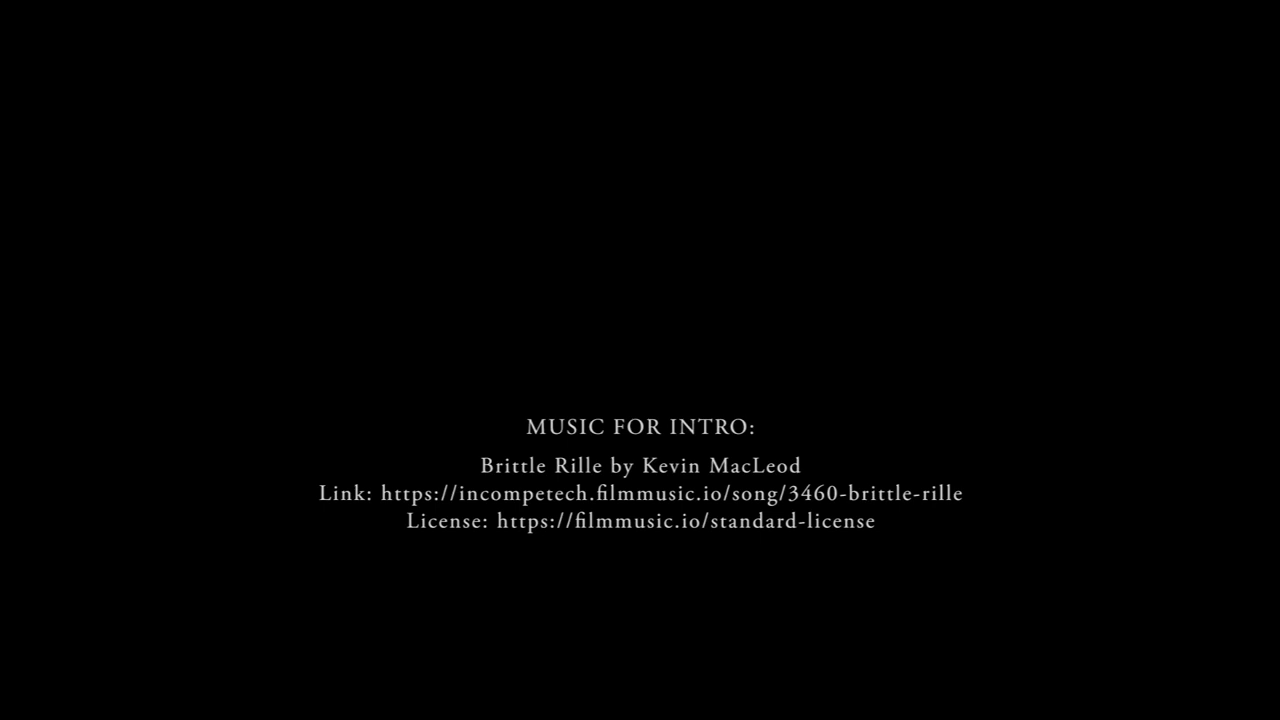 MUSIC FOR INTRO:
Brittle Rille by Kevin MacLeod
Link: https://incompetech.filmmusic.io/song/3460-brittle-rille
License: https://filmmusic.io/standard-license